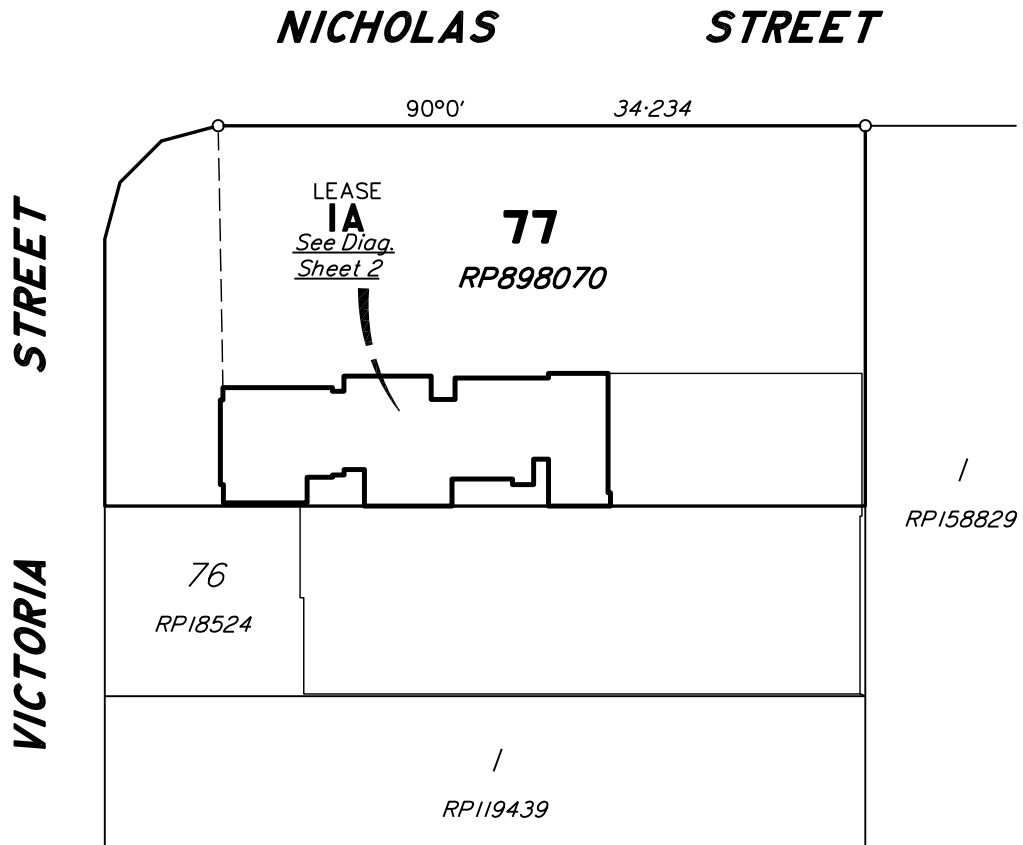 NICHOLAS STREET
90°0' 34·234
LEASE
1A
See Diag.
Sheet 2
77
RP898070
VICTORIA STREET
1
RP158829
76
RP18524
1
RP119439